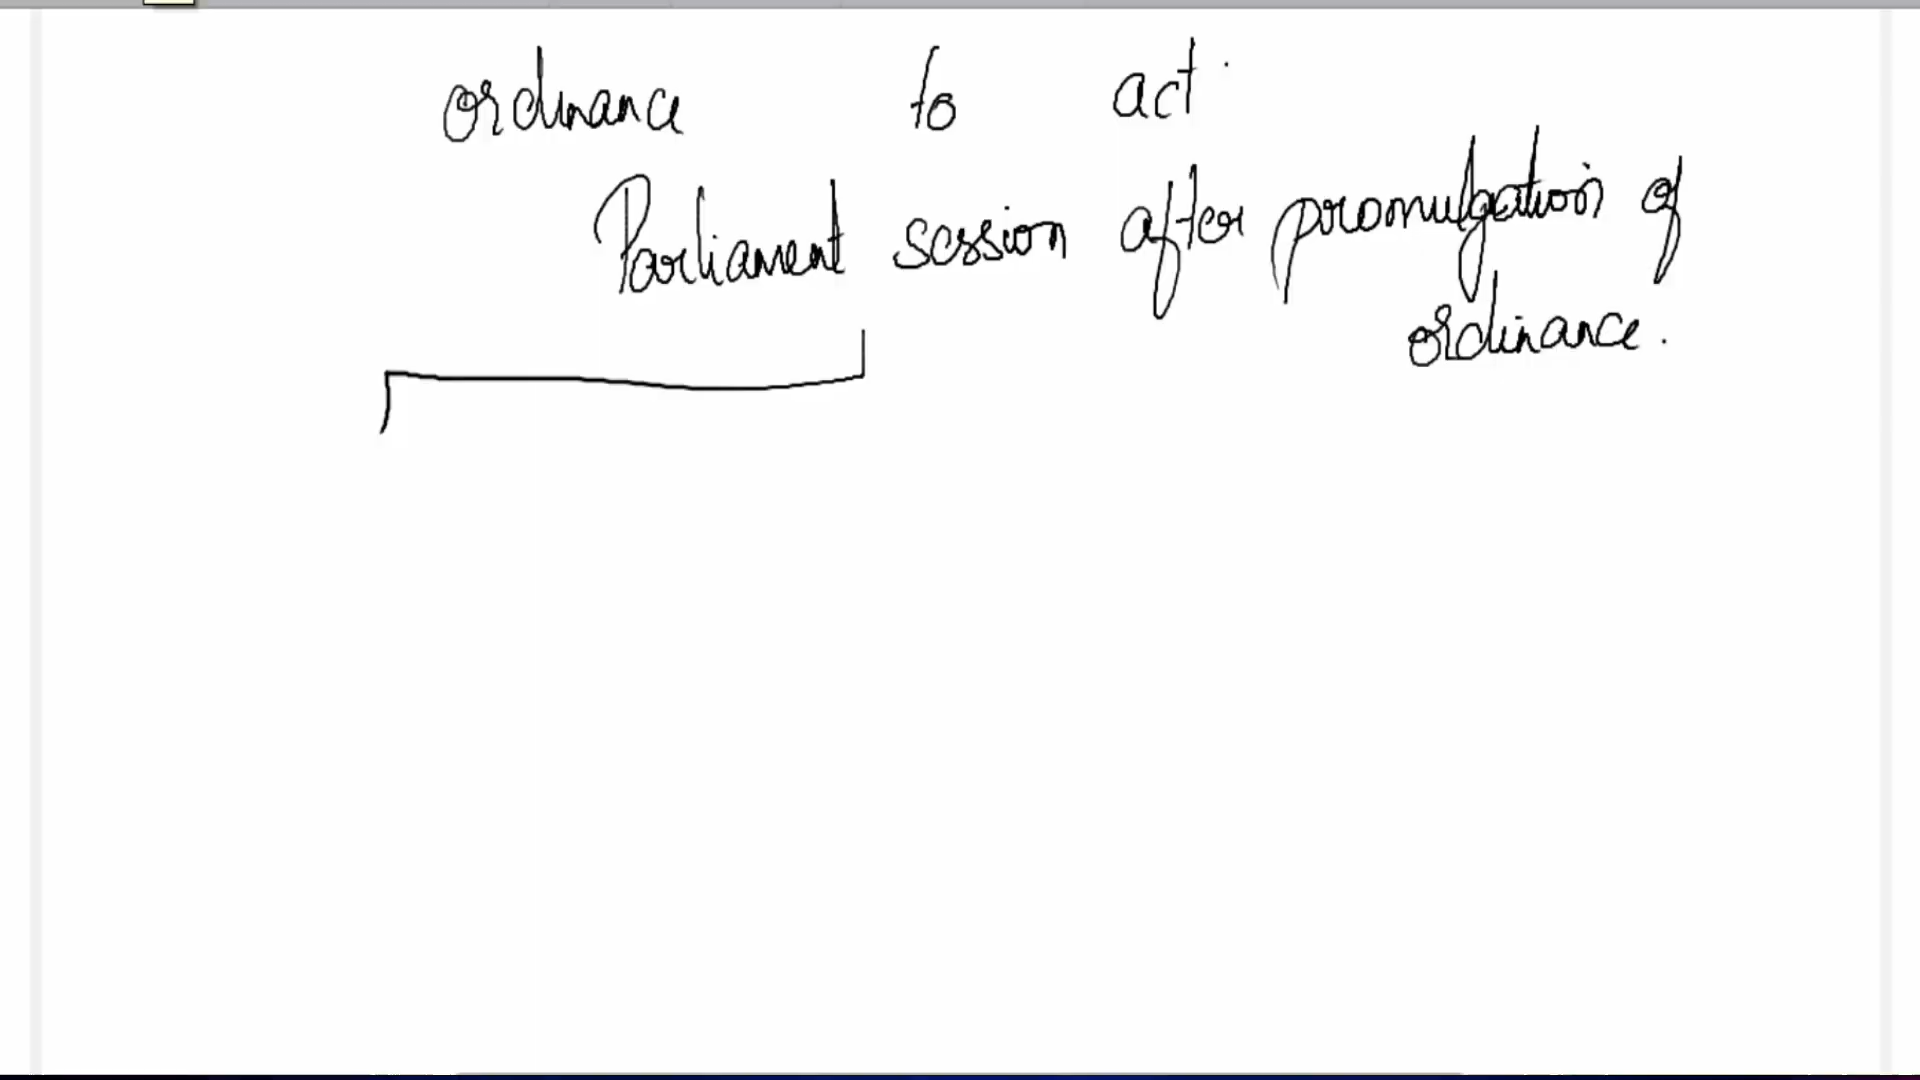 ordinance to act.
Parliament session after promulgation of
ordinance.